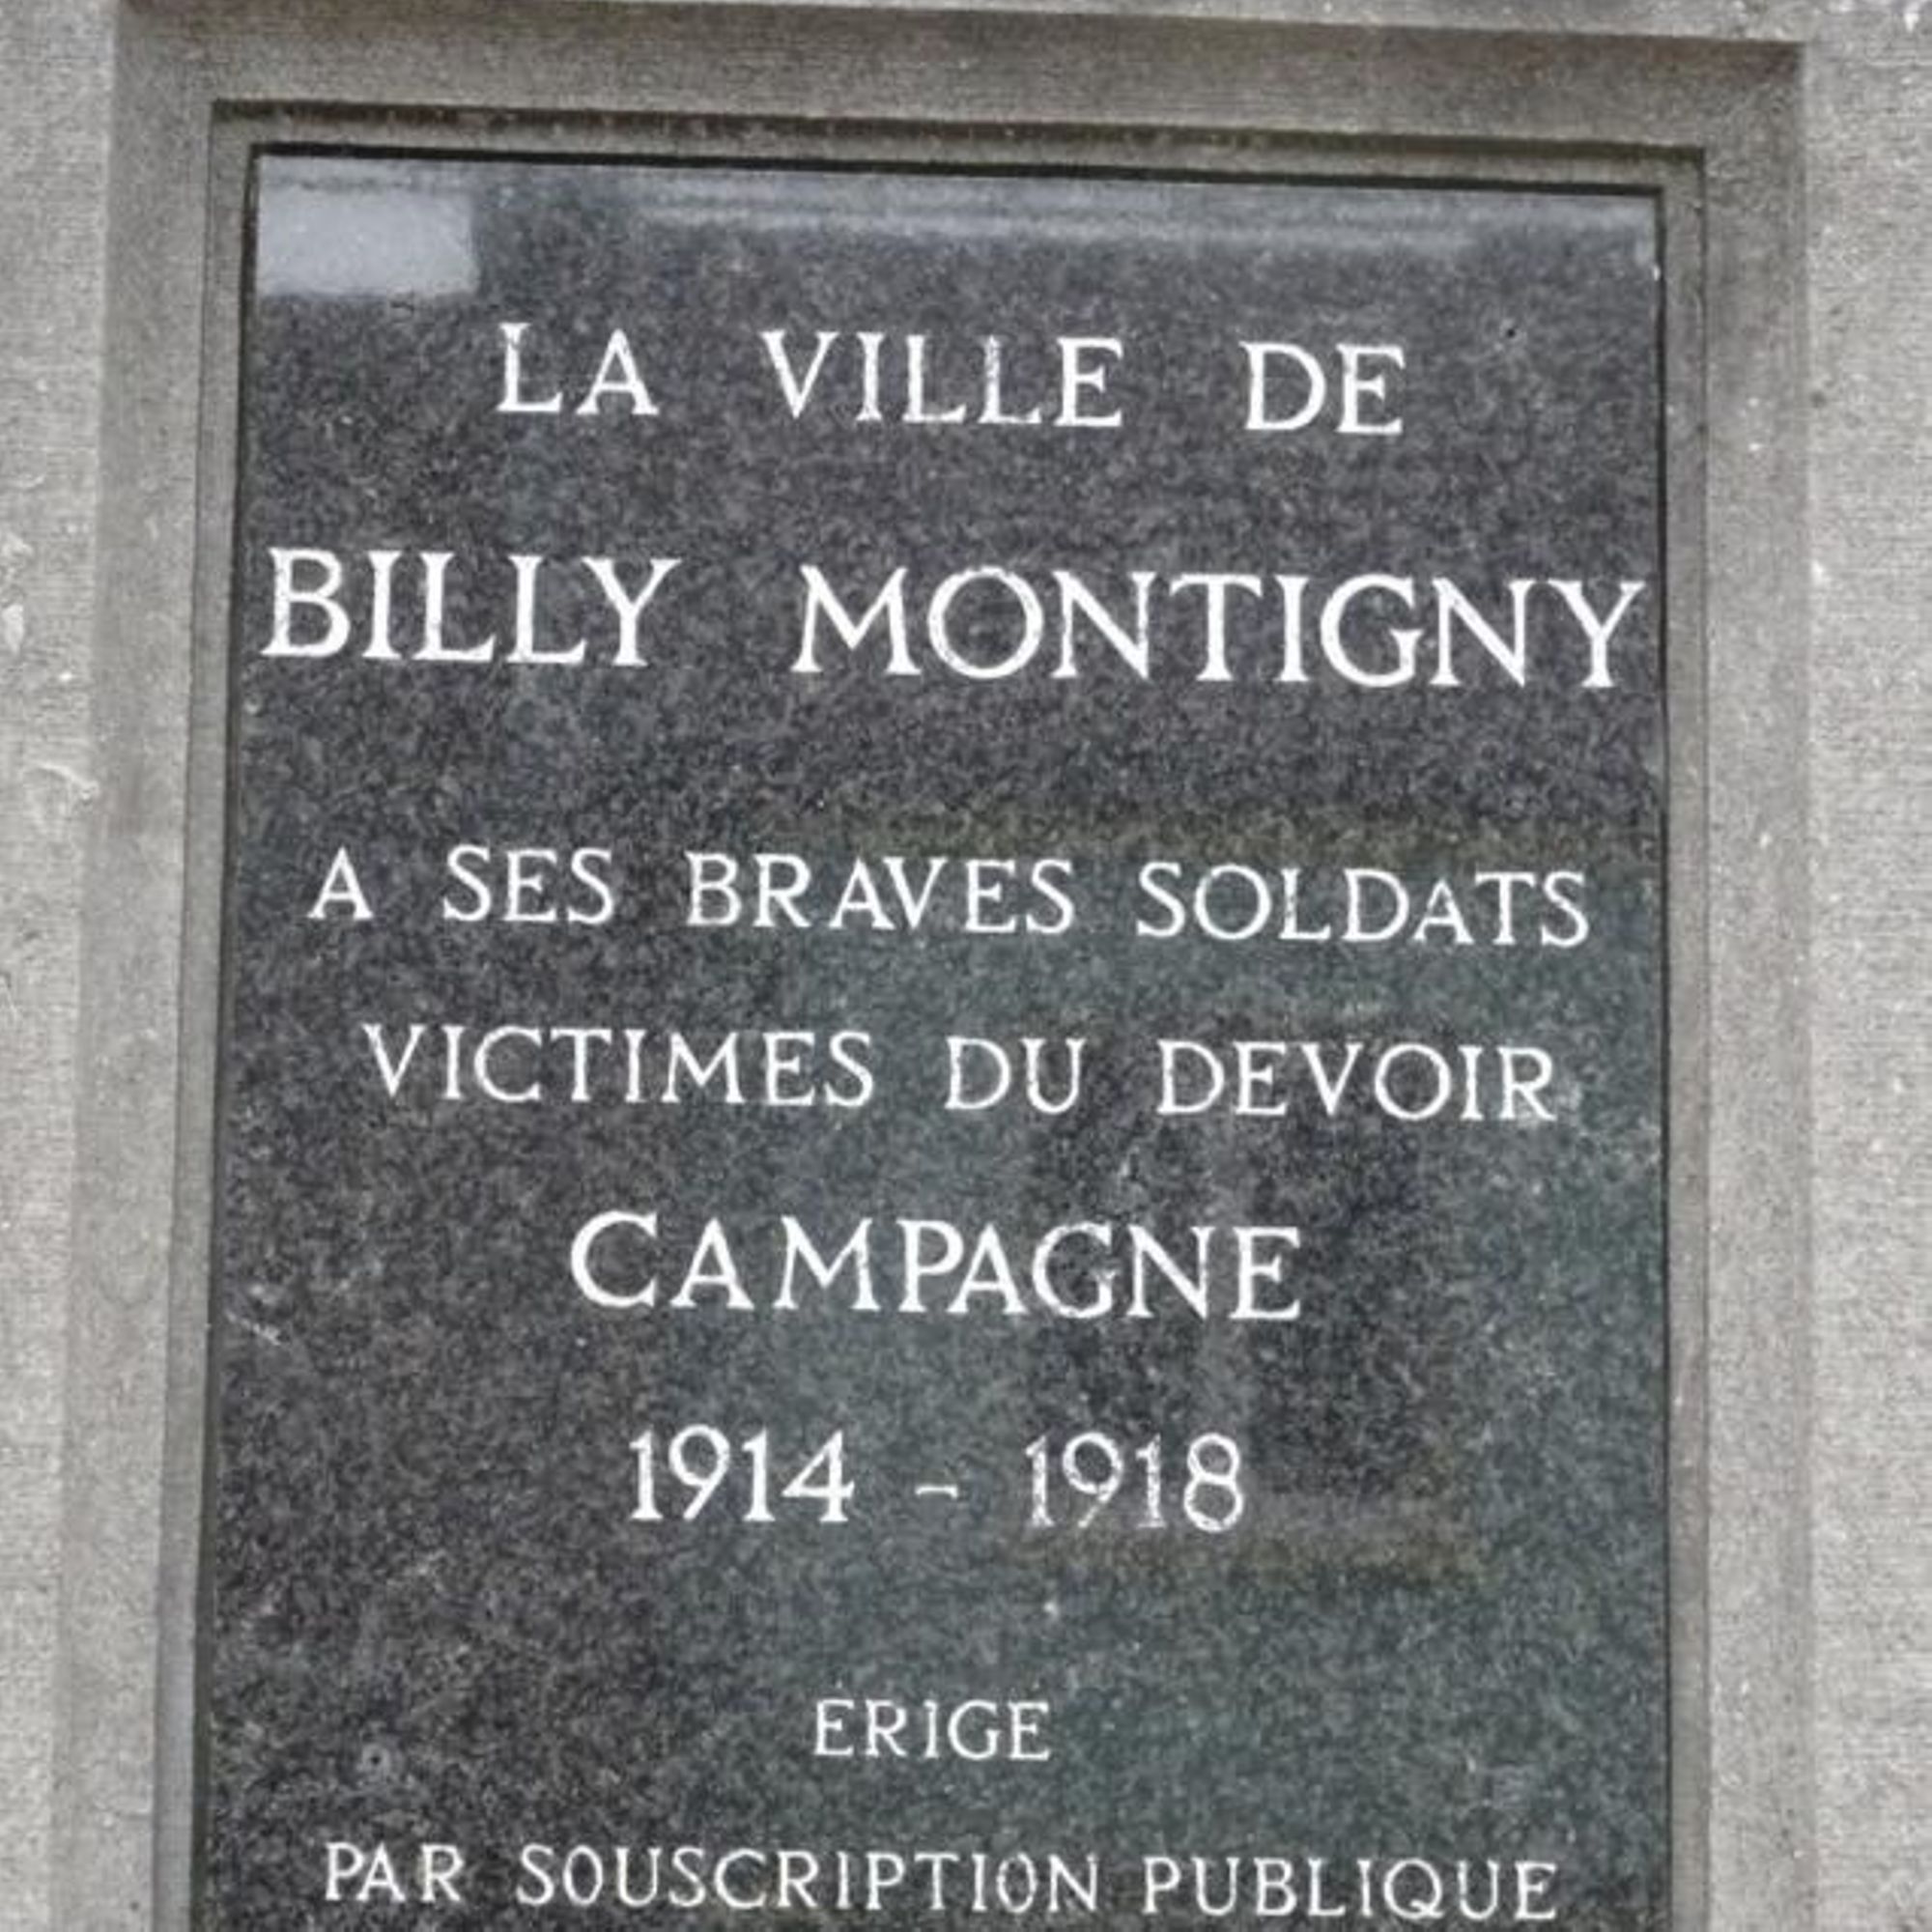 LA VILLE DE
BILLY MONTIGNY
A SES BRAVES SOLDATS
VICTIMES DU DEVOIR
CAMPAGNE
1914 - 1918
ERIGE
PAR SOUSCRIPTION PUBLIQUE